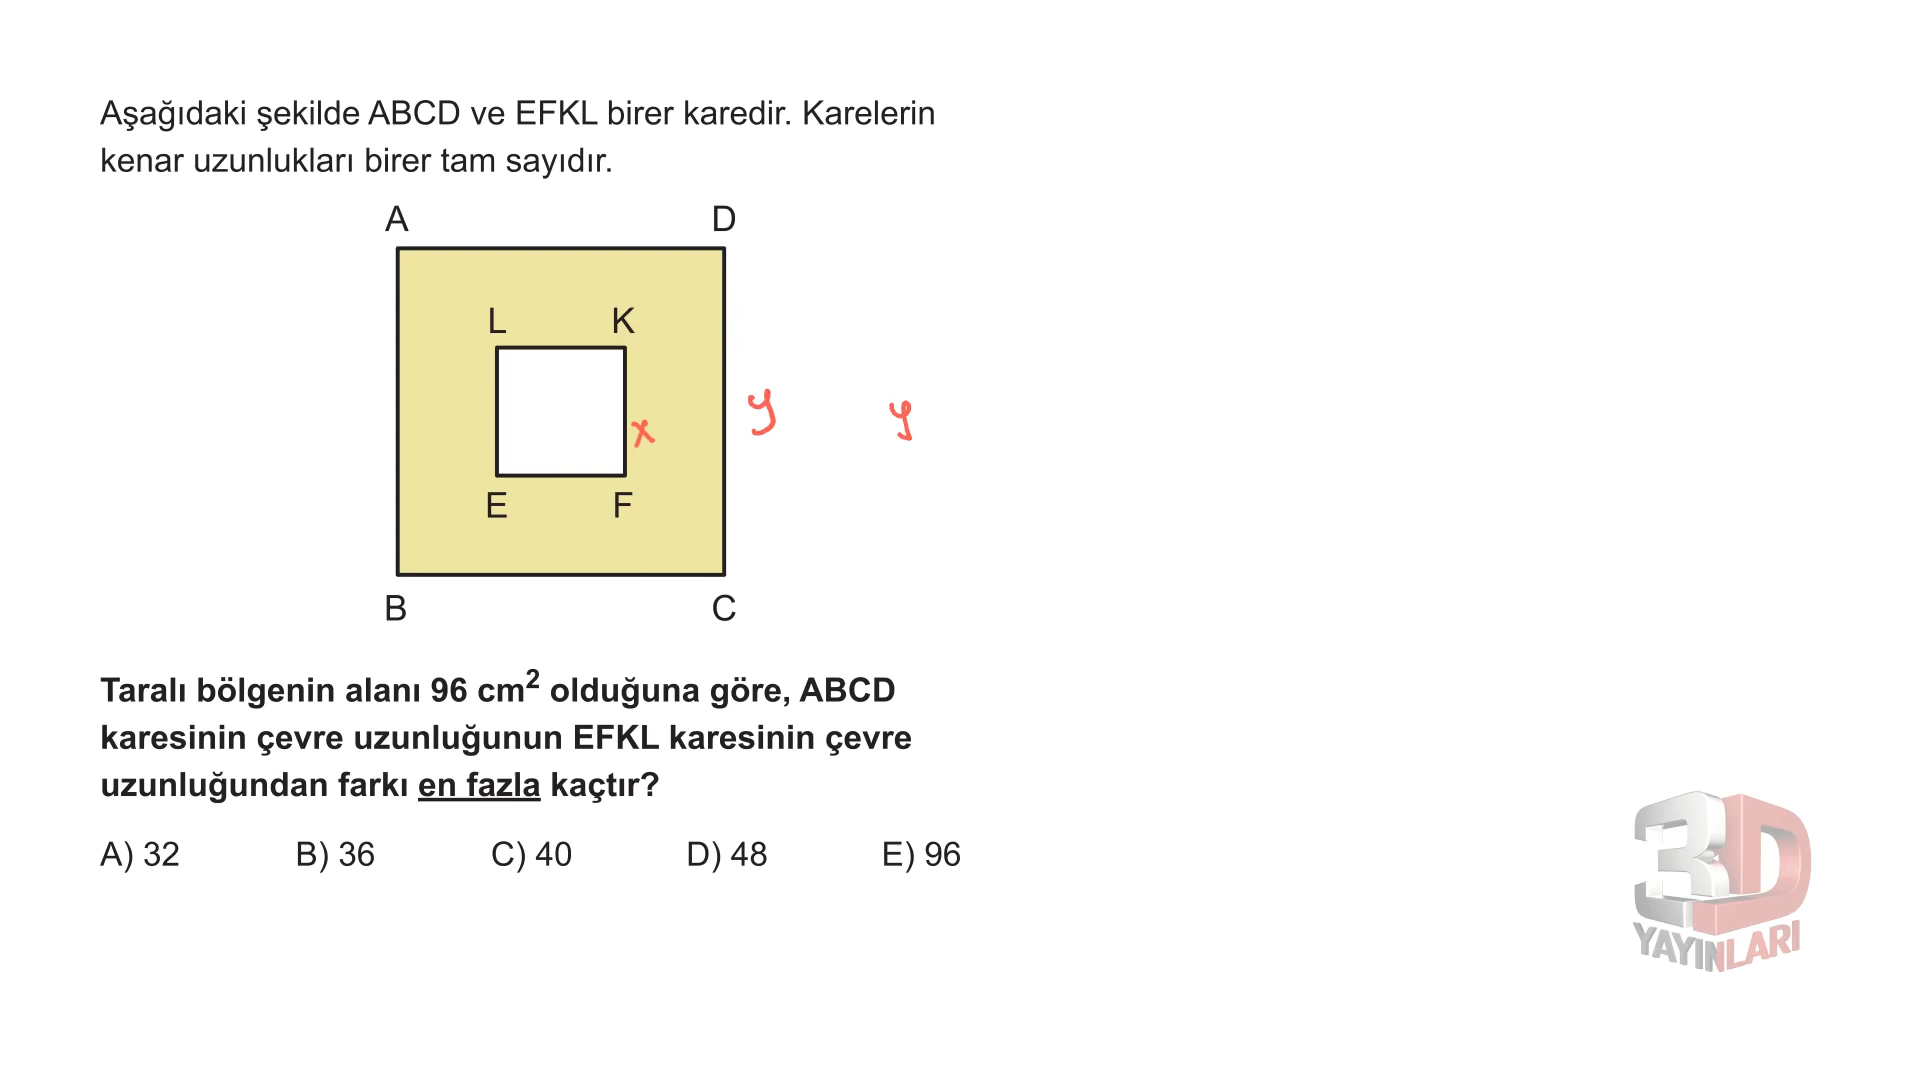 Aşağıdaki şekilde ABCD ve EFKL birer karedir. Karelerin
kenar uzunlukları birer tam sayıdır.
A D
L K
y y
x
E F
B C
Taralı bölgenin alanı 96 cm² olduğuna göre, ABCD
karesinin çevre uzunluğunun EFKL karesinin çevre
uzunluğundan farkı en fazla kaçtır?
A) 32 B) 36 C) 40 D) 48 E) 96
3D
YAYINLARI